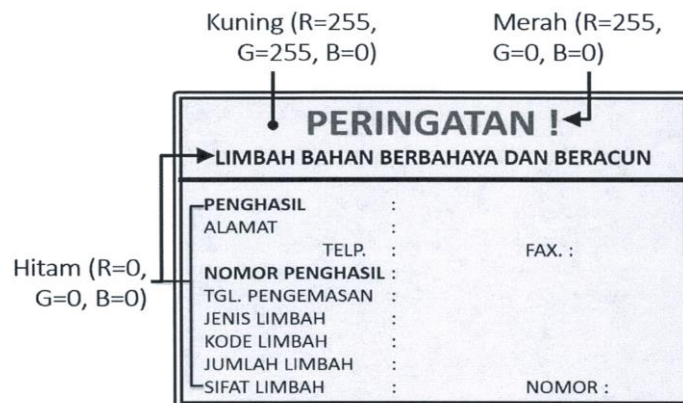 Kuning (R=255,
G=255, B=0)
Merah (R=255,
G=0, B=0)
PERINGATAN !
LIMBAH BAHAN BERBAHAYA DAN BERACUN
PENGHASIL :
ALAMAT :
TELP. : FAX. :
NOMOR PENGHASIL :
TGL. PENGEMASAN :
JENIS LIMBAH :
KODE LIMBAH :
JUMLAH LIMBAH :
SIFAT LIMBAH : NOMOR :
Hitam (R=0,
G=0, B=0)